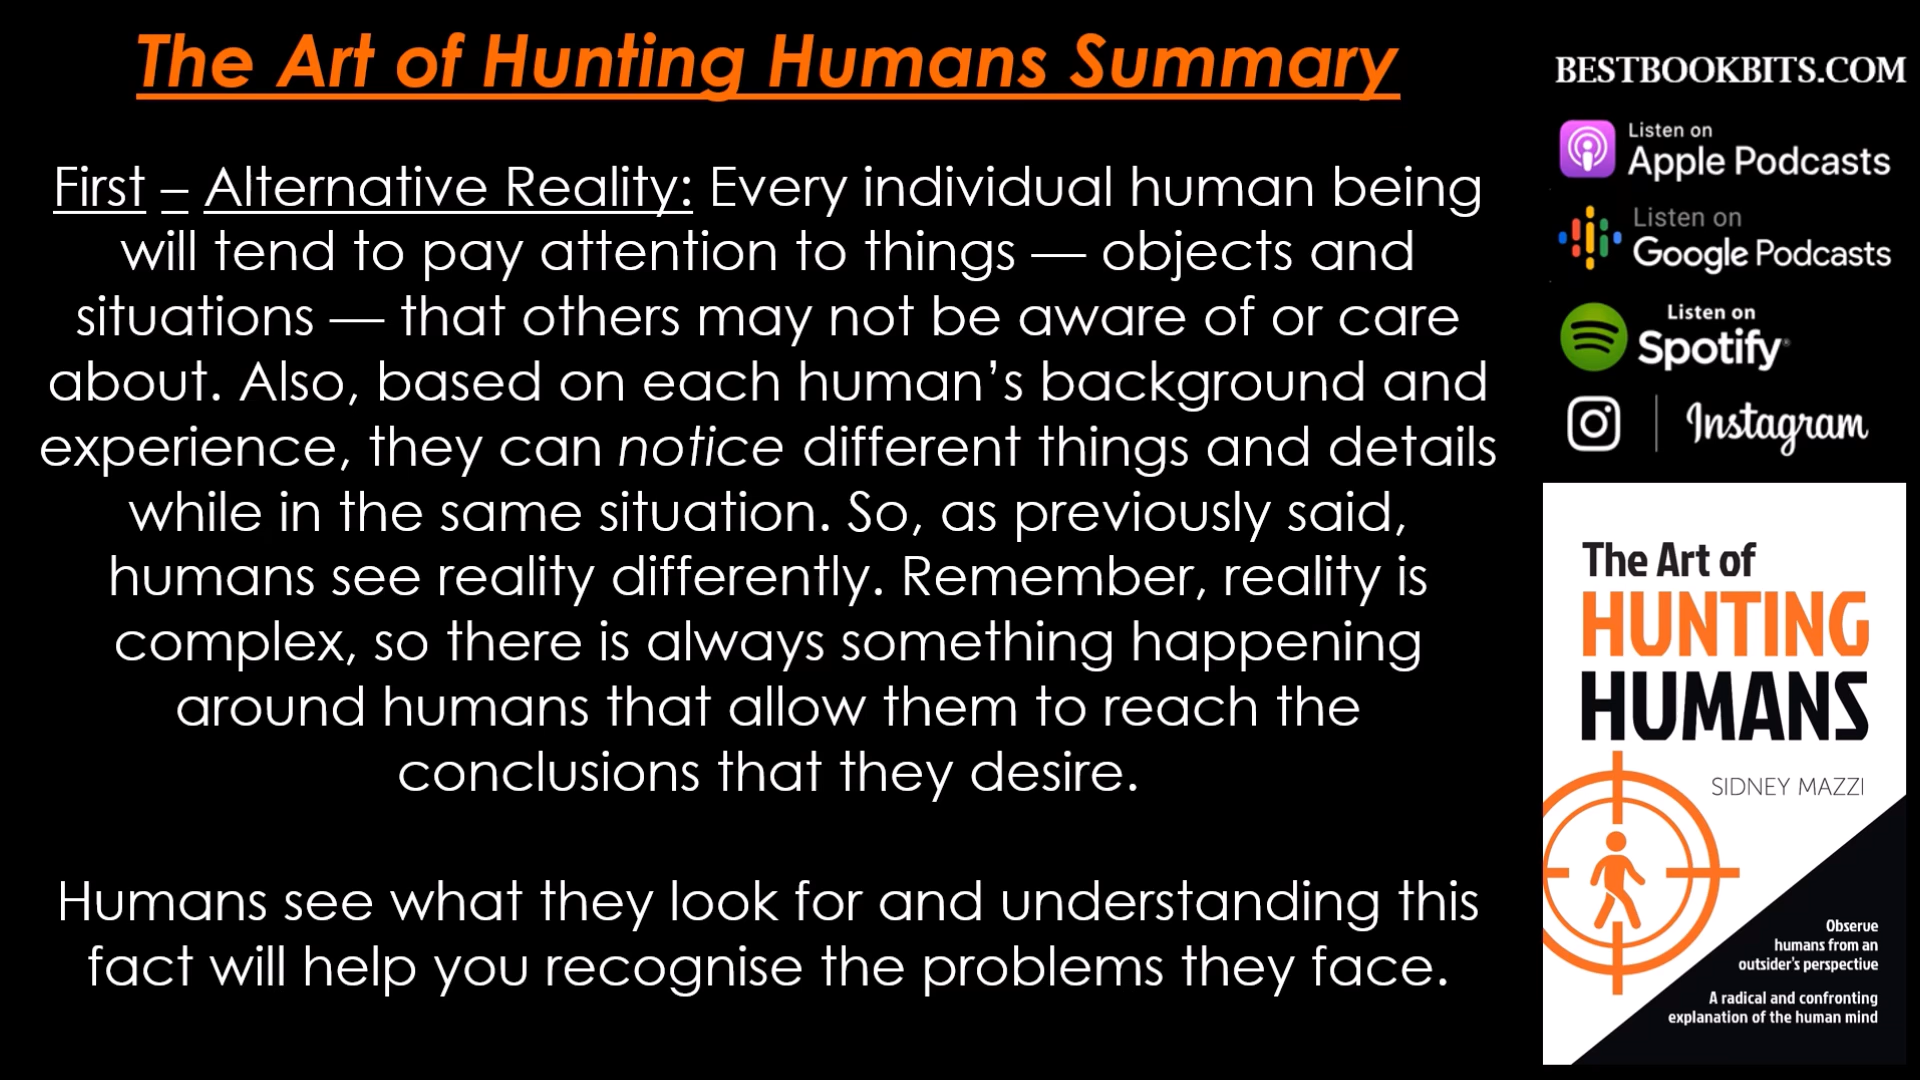 The Art of Hunting Humans Summary
First – Alternative Reality: Every individual human being
will tend to pay attention to things — objects and
situations — that others may not be aware of or care
about. Also, based on each human’s background and
experience, they can notice different things and details
while in the same situation. So, as previously said,
humans see reality differently. Remember, reality is
complex, so there is always something happening
around humans that allow them to reach the
conclusions that they desire.
Humans see what they look for and understanding this
fact will help you recognise the problems they face.
BESTBOOKBITS.COM
Listen on
Apple Podcasts
Listen on
Google Podcasts
Listen on
Spotify®
Instagram
The Art of
HUNTING
HUMANS
SIDNEY MAZZI
Observe
humans from an
outsider's perspective
A radical and confronting
explanation of the human mind